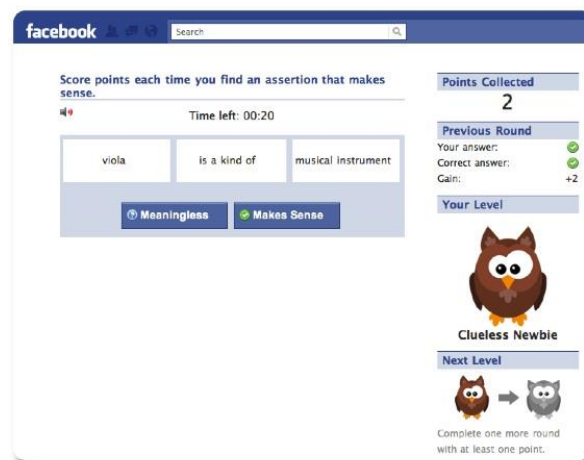 facebook
Search
Score points each time you find an assertion that makes
sense.
Time left: 00:20
viola
is a kind of
musical instrument
Meaningless
Makes Sense
Points Collected
2
Previous Round
Your answer:
Correct answer:
Gain: +2
Your Level
Clueless Newbie
Next Level
Complete one more round
with at least one point.